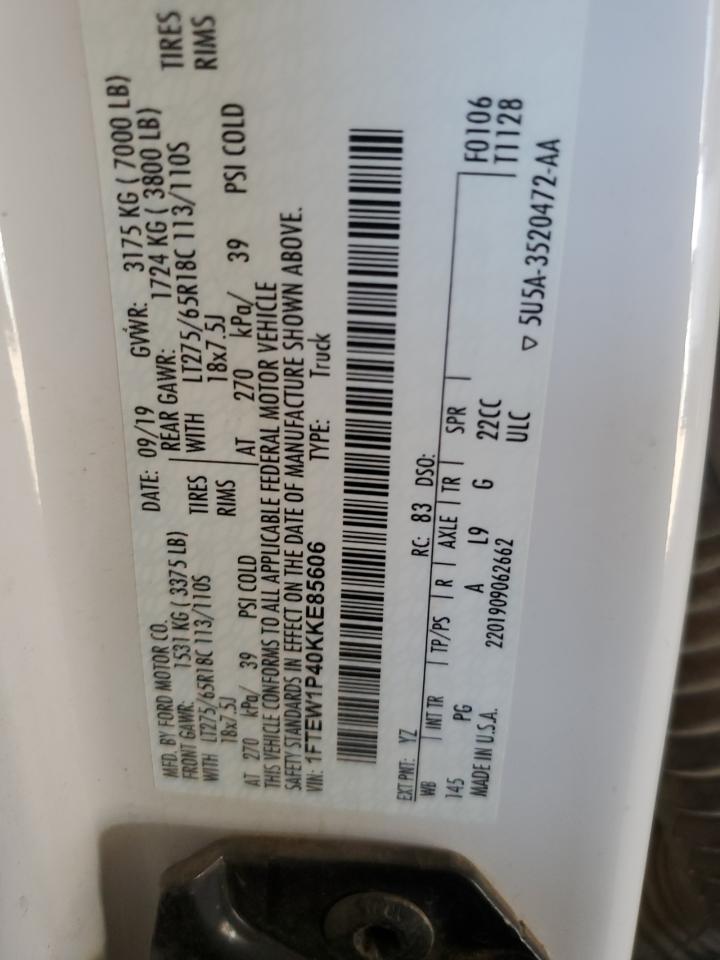 MFD. BY FORD MOTOR CO. DATE: 09/19 GVWR: 3175 KG ( 7000 LB)
FRONT GAWR: 1531 KG ( 3375 LB) REAR GAWR: 1724 KG ( 3800 LB)
WITH LT275/65R18C 113/110S TIRES WITH LT275/65R18C 113/110S TIRES
18x7.5J RIMS 18x7.5J RIMS
AT 270 kPa/ 39 PSI COLD AT 270 kPa/ 39 PSI COLD
THIS VEHICLE CONFORMS TO ALL APPLICABLE FEDERAL MOTOR VEHICLE
SAFETY STANDARDS IN EFFECT ON THE DATE OF MANUFACTURE SHOWN ABOVE.
VIN: 1FTEW1P40KKE85606 TYPE: Truck
EXT PNT: YZ RC: 83 DSO:
WB INT TR TP/PS R AXLE TR SPR F0106
145 PG A L9 G 22CC T1128
MADE IN U.S.A. 2201909062662 ULC ▽ 5U5A-3520472-AA